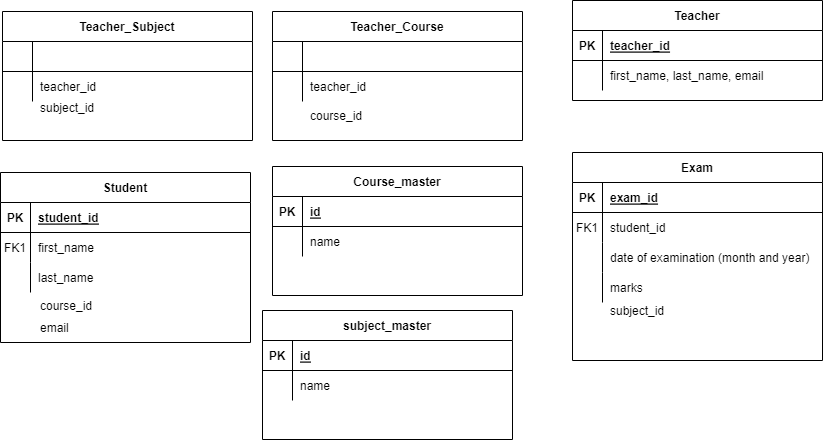 Teacher_Subject
teacher_id
subject_id
Teacher_Course
teacher_id
course_id
Teacher
PK teacher_id
first_name, last_name, email
Student
PK student_id
FK1 first_name
last_name
course_id
email
Course_master
PK id
name
subject_master
PK id
name
Exam
PK exam_id
FK1 student_id
date of examination (month and year)
marks
subject_id